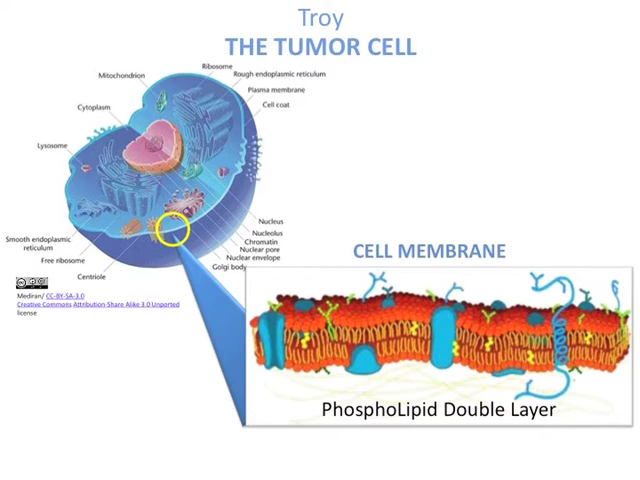 Troy
THE TUMOR CELL
Ribosome
Mitochondrion
Rough endoplasmic reticulum
Plasma membrane
Cytoplasm
Cell coat
Lysosome
Nucleus
Nucleolus
Chromatin
Nuclear pore
Nuclear envelope
Golgi body
Smooth endoplasmic
reticulum
Free ribosome
Centriole
CELL MEMBRANE
Mediran/ CC-BY-SA-3.0
Creative Commons Attribution-Share Alike 3.0 Unported
license
PhosphoLipid Double Layer